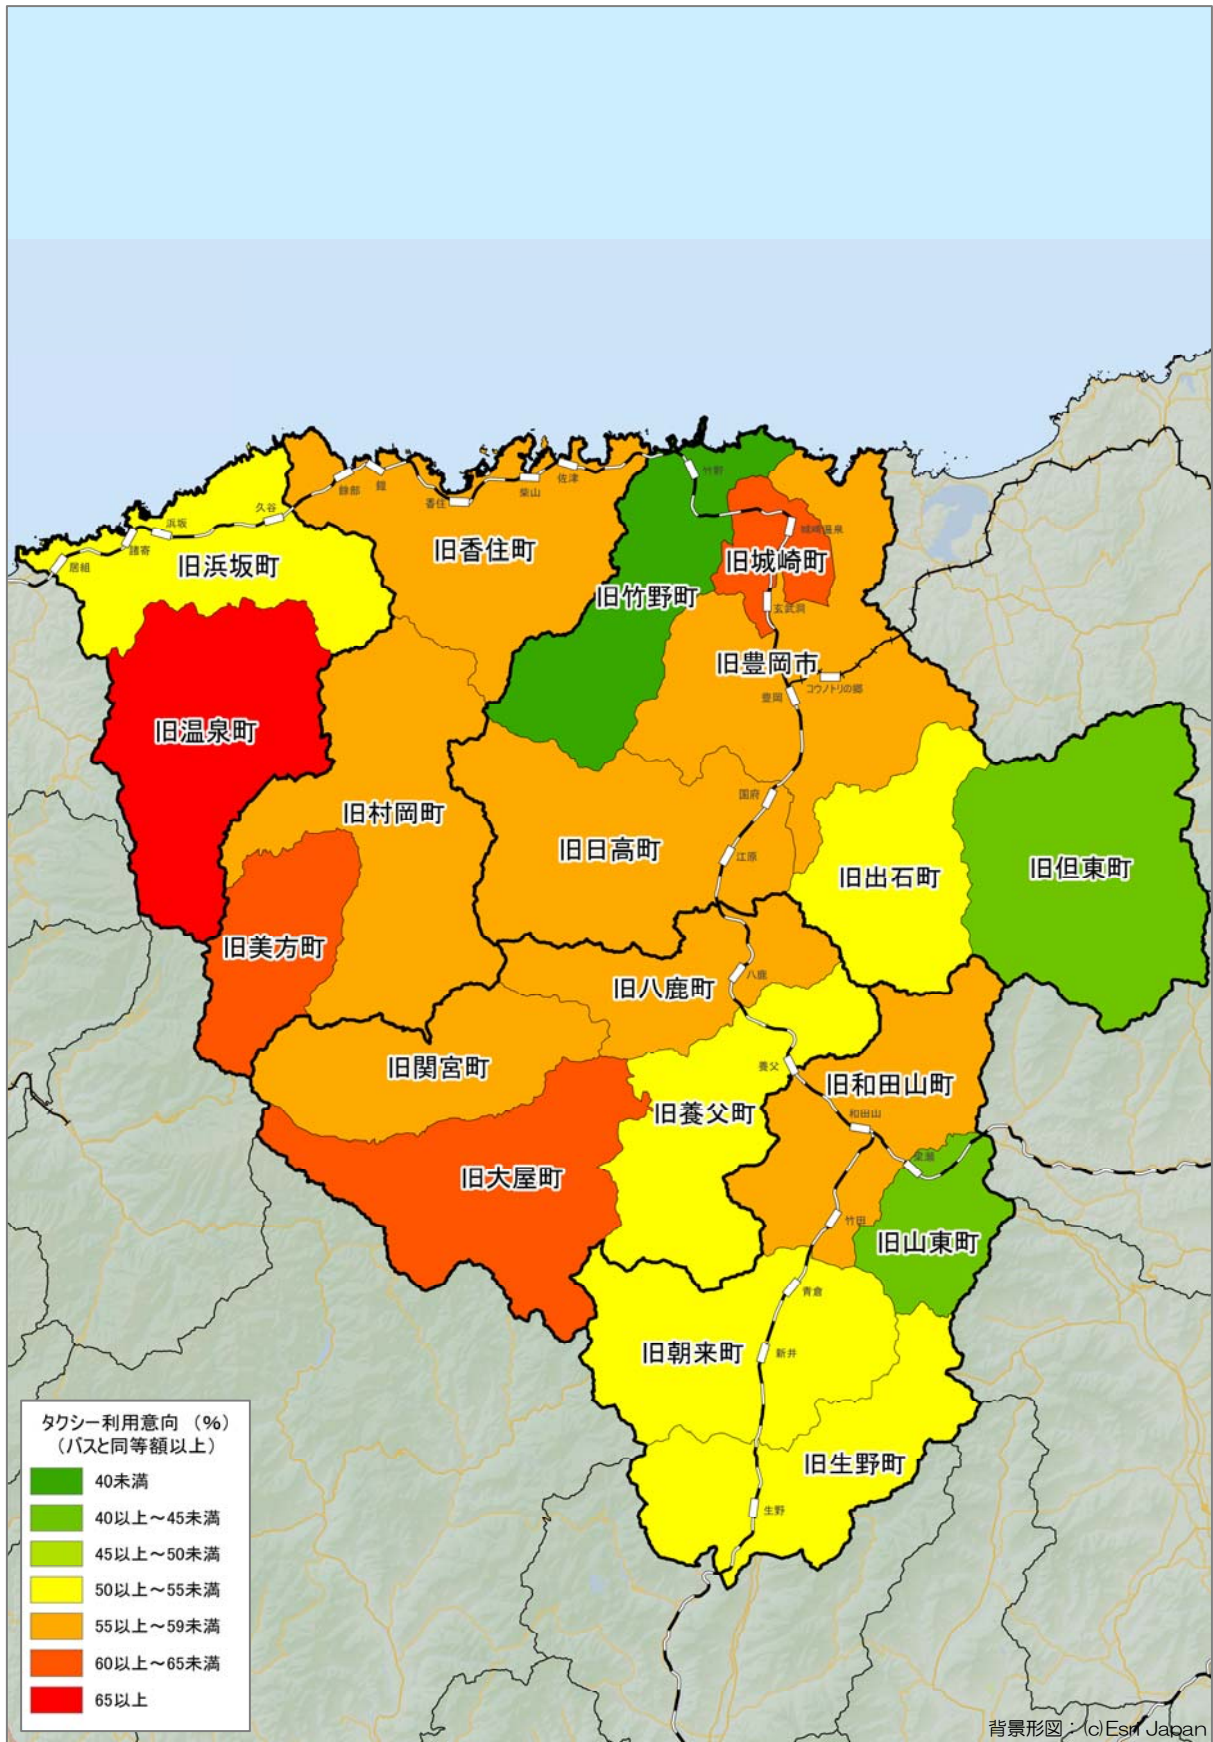 竹野
佐津
柴山
鎧
餘部
香住
久谷
浜坂
諸寄
居組
城崎温泉
旧香住町
旧城崎町
旧浜坂町
旧竹野町
玄武洞
旧豊岡市
コウノトリの郷
豊岡
旧温泉町
国府
旧村岡町
旧日高町
江原
旧出石町
旧但東町
旧美方町
八鹿
旧八鹿町
養父
旧関宮町
旧和田山町
旧養父町
和田山
梁瀬
旧大屋町
竹田
旧山東町
青倉
旧朝来町
新井
旧生野町
生野
タクシー利用意向 (%)
(バスと同等額以上)
40未満
40以上～45未満
45以上～50未満
50以上～55未満
55以上～59未満
60以上～65未満
65以上
背景形図:(c)Esri Japan